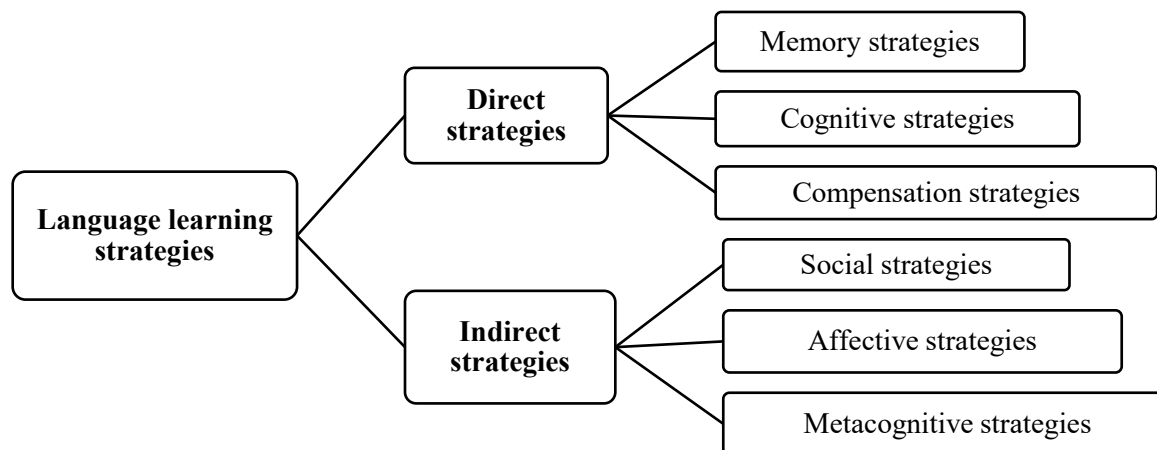 Language learning
strategies
Direct
strategies
Memory strategies
Cognitive strategies
Compensation strategies
Indirect
strategies
Social strategies
Affective strategies
Metacognitive strategies